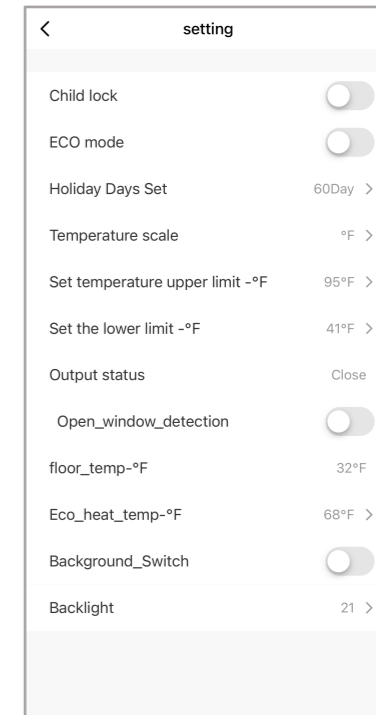 setting
Child lock
ECO mode
Holiday Days Set 60Day
Temperature scale °F
Set temperature upper limit -°F 95°F
Set the lower limit -°F 41°F
Output status Close
Open_window_detection
floor_temp-°F 32°F
Eco_heat_temp-°F 68°F
Background_Switch
Backlight 21